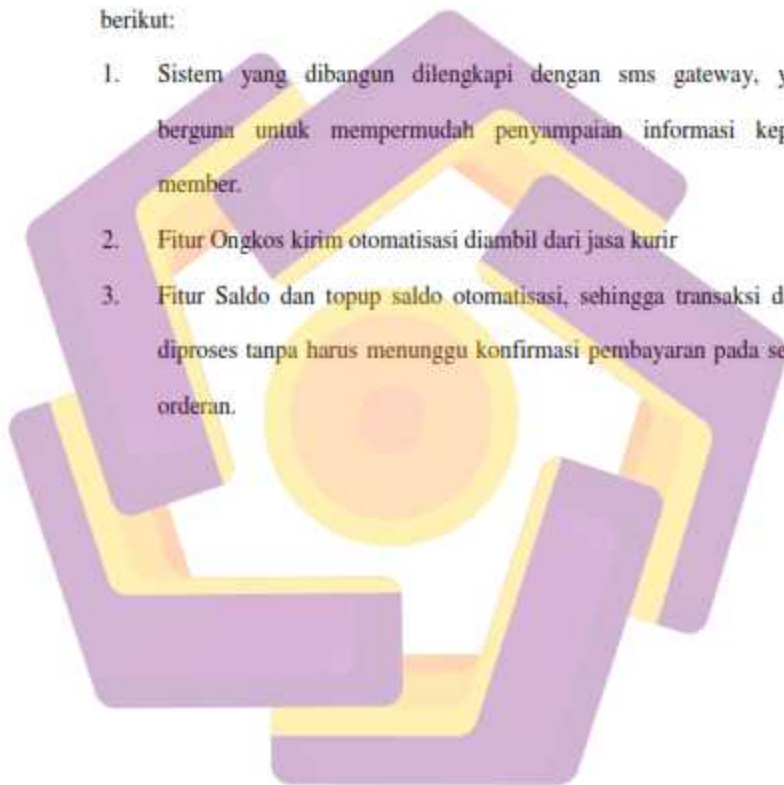 berikut:
1. Sistem yang dibangun dilengkapi dengan sms gateway,
berguna untuk mempermudah penyampaian informasi
member.
2. Fitur Ongkos kirim otomatisasi diambil dari jasa kurir
3. Fitur Saldo dan topup saldo otomatisasi, sehingga transaksi
diproses tanpa harus menunggu konfirmasi pembayaran pada
orderan.